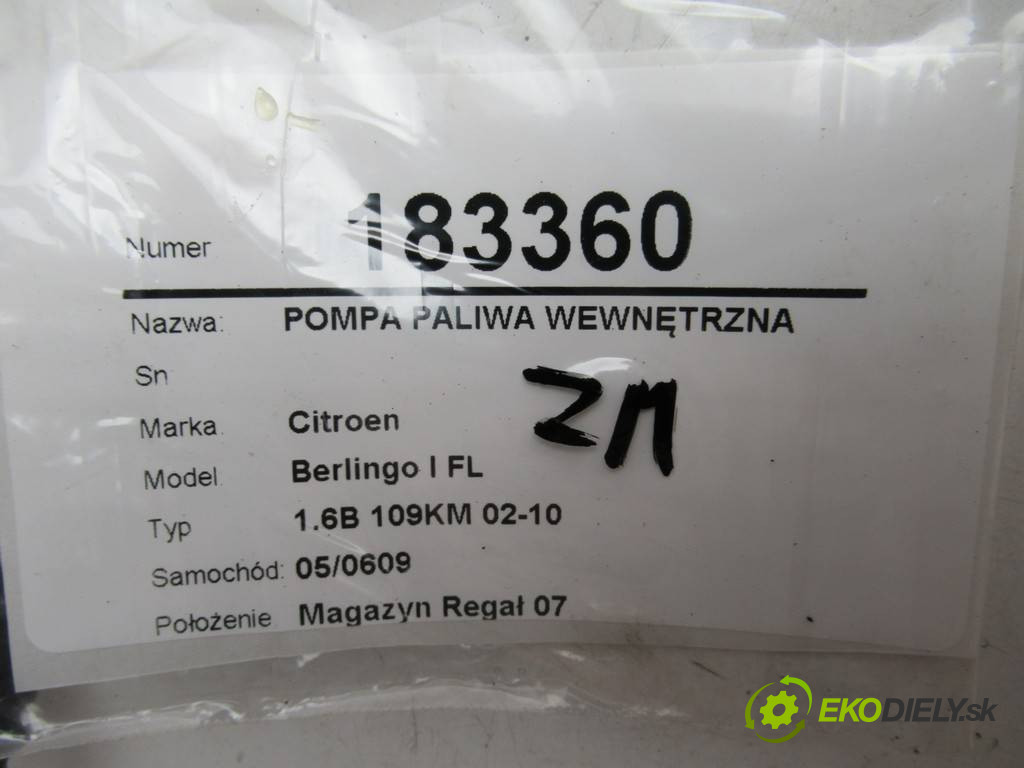 Numer 183360
Nazwa: POMPA PALIWA WEWNĘTRZNA
Sn
Marka Citroen
ZM
Model Berlingo I FL
Typ 1.6B 109KM 02-10
Samochód: 05/0609
Położenie Magazyn Regał 07
EKODIELY.sk